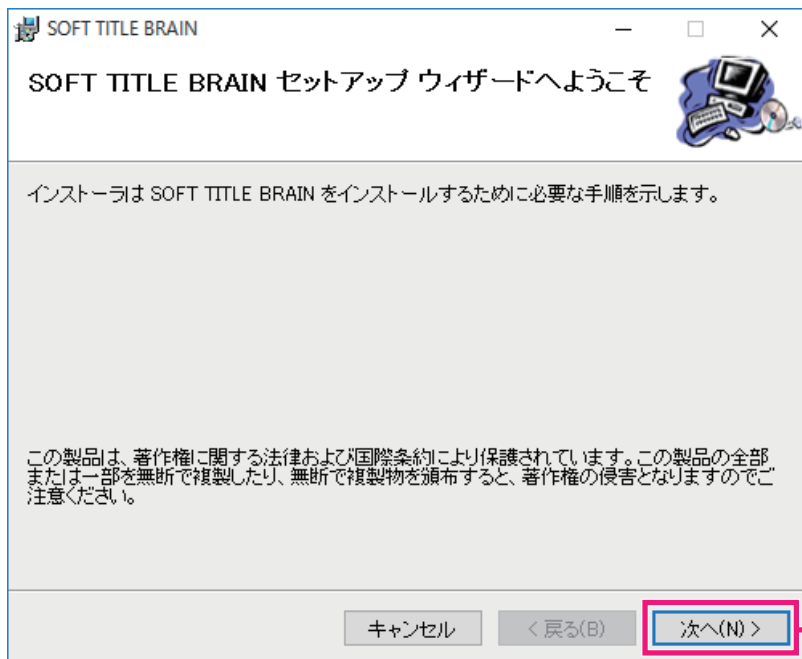 SOFT TITLE BRAIN
SOFT TITLE BRAIN セットアップ ウィザードへようこそ
インストーラは SOFT TITLE BRAIN をインストールするために必要な手順を示します。
この製品は、著作権に関する法律および国際条約により保護されています。この製品の全部
または一部を無断で複製したり、無断で複製物を頒布すると、著作権の侵害となりますのでご
注意ください。
キャンセル < 戻る(B) 次へ(N) >